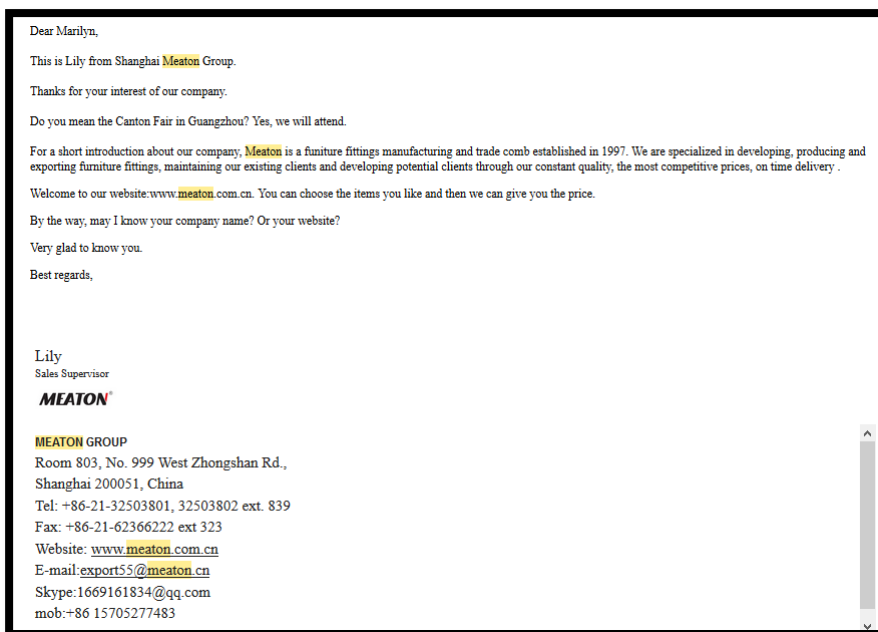 Dear Marilyn,
This is Lily from Shanghai Meaton Group.
Thanks for your interest of our company.
Do you mean the Canton Fair in Guangzhou? Yes, we will attend.
For a short introduction about our company, Meaton is a funiture fittings manufacturing and trade comb established in 1997. We are specialized in developing, producing and
exporting furniture fittings, maintaining our existing clients and developing potential clients through our constant quality, the most competitive prices, on time delivery .
Welcome to our website:www.meaton.com.cn. You can choose the items you like and then we can give you the price.
By the way, may I know your company name? Or your website?
Very glad to know you.
Best regards,
Lily
Sales Supervisor
MEATON®
MEATON GROUP
Room 803, No. 999 West Zhongshan Rd.,
Shanghai 200051, China
Tel: +86-21-32503801, 32503802 ext. 839
Fax: +86-21-62366222 ext 323
Website: www.meaton.com.cn
E-mail:export55@meaton.cn
Skype:1669161834@qq.com
mob:+86 15705277483